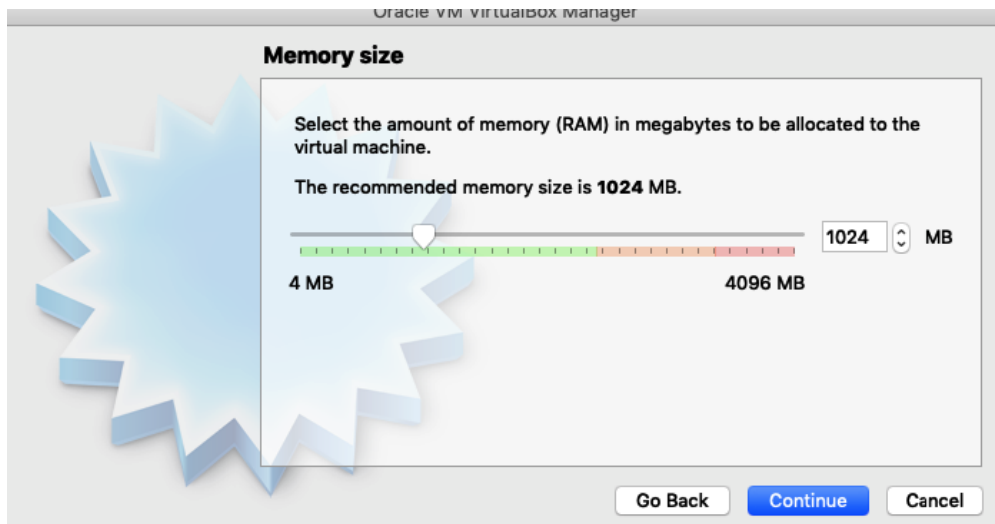 Oracle VM VirtualBox Manager
Memory size
Select the amount of memory (RAM) in megabytes to be allocated to the
virtual machine.
The recommended memory size is 1024 MB.
1024 MB
4 MB 4096 MB
Go Back Continue Cancel